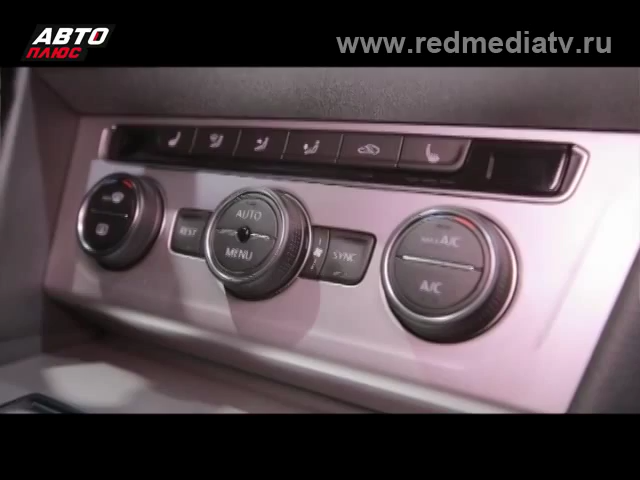 АВТО
ПЛЮС
www.redmediatv.ru
AUTO
MENU
REST
SYNC
MAX A/C
A/C